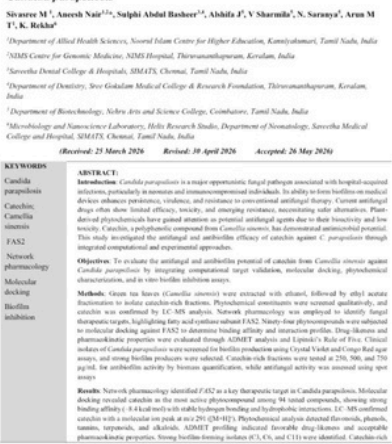 Sivasree M ¹, Aneesh Nair¹,²*, Sulphi Abdul Basheer³,⁴, Abshifa J¹, V Sharmila⁵, N. Saranya⁵, Arun M
T¹, K. Rekha⁶
¹Department of Allied Health Sciences, Noorul Islam Centre for Higher Education, Kanniyakumari, Tamil Nadu, India
²NIMS Centre for Genomic Medicine, NIMS Hospital, Thiruvananthapuram, Keralam, India
³Saveetha Dental College & Hospitals, SIMATS, Chennai, Tamil Nadu, India
⁴Department of Dentistry, Sree Gokulam Medical College & Research Foundation, Thiruvananthapuram, Keralam,
India
⁵Department of Biotechnology, Nehru Arts and Science College, Coimbatore, Tamil Nadu, India
⁶Microbiology and Nanoscience Laboratory, Helix Research Studio, Department of Neonatology, Saveetha Medical
College and Hospital, SIMATS, Chennai, Tamil Nadu, India
(Received: 25 March 2026 Revised: 30 April 2026 Accepted: 26 May 2026)
KEYWORDS
Candida
parapsilosis
Catechin;
Camellia
sinensis
FAS2
Network
pharmacology
Molecular
docking
Biofilm
inhibition
ABSTRACT:
Introduction: Candida parapsilosis is a major opportunistic fungal pathogen associated with hospital-acquired
infections, particularly in neonates and immunocompromised individuals. Its ability to form biofilms on medical
devices enhances persistence, virulence, and resistance to conventional antifungal therapy. Current antifungal
drugs often show limited efficacy, toxicity, and emerging resistance, necessitating safer alternatives. Plant-
derived phytochemicals have gained attention as potential antifungal agents due to their bioactivity and low
toxicity. Catechin, a polyphenolic compound from Camellia sinensis, has demonstrated antimicrobial potential.
This study investigated the antifungal and antibiofilm efficacy of catechin against C. parapsilosis through
integrated computational and experimental approaches.
Objectives: To evaluate the antifungal and antibiofilm potential of catechin from Camellia sinensis against
Candida parapsilosis by integrating computational target validation, molecular docking, phytochemical
characterization, and in vitro biofilm inhibition assays.
Methods: Green tea leaves (Camellia sinensis) were extracted with ethanol, followed by ethyl acetate
fractionation to isolate catechin-rich fractions. Phytochemical constituents were screened qualitatively, and
catechin was confirmed by LC-MS analysis. Network pharmacology was employed to identify fungal
therapeutic targets, highlighting fatty acid synthase subunit FAS2. Ninety-four phytocompounds were subjected
to molecular docking against FAS2 to determine binding affinity and interaction profiles. Drug-likeness and
pharmacokinetic properties were evaluated through ADMET analysis and Lipinski's Rule of Five. Clinical
isolates of Candida parapsilosis were screened for biofilm production using Crystal Violet and Congo Red agar
assays, and strong biofilm producers were selected. Catechin-rich fractions were tested at 250, 500, and 750
µg/mL for antibiofilm activity by biomass quantification, while antifungal activity was assessed using spot
assays
Results: Network pharmacology identified FAS2 as a key therapeutic target in Candida parapsilosis. Molecular
docking revealed catechin as the most active phytocompound among 94 tested compounds, showing strong
binding affinity (-8.4 kcal/mol) with stable hydrogen bonding and hydrophobic interactions. LC-MS confirmed
catechin with a molecular ion peak at m/z 291 ([M+H]⁺). Phytochemical analysis detected flavonoids, phenols,
tannins, terpenoids, and alkaloids. ADMET profiling indicated favorable drug-likeness and acceptable
pharmacokinetic properties. Strong biofilm-forming isolates (C3, C6, and C11) were identified. Catechin-rich